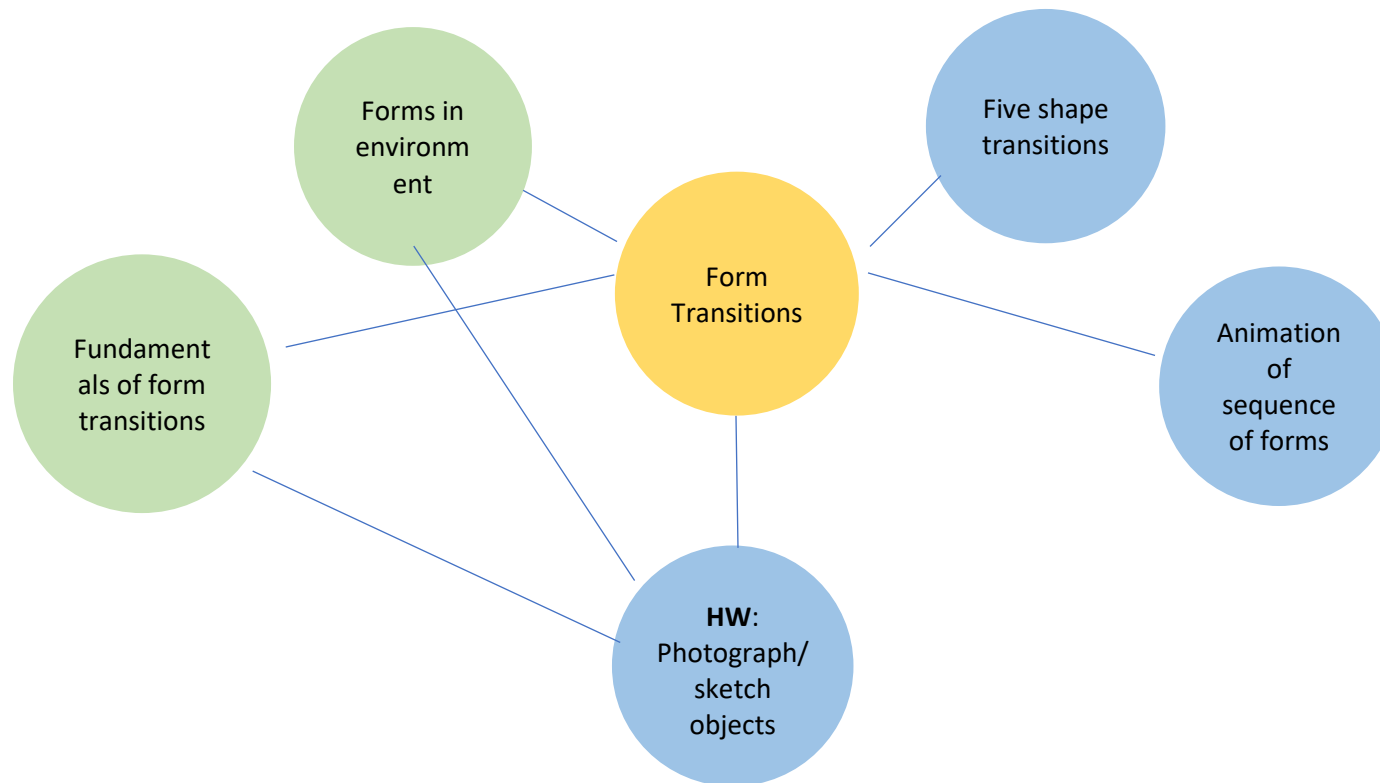 Forms in
environm
ent
Five shape
transitions
Form
Transitions
Fundament
als of form
transitions
Animation
of
sequence
of forms
HW:
Photograph/
sketch
objects